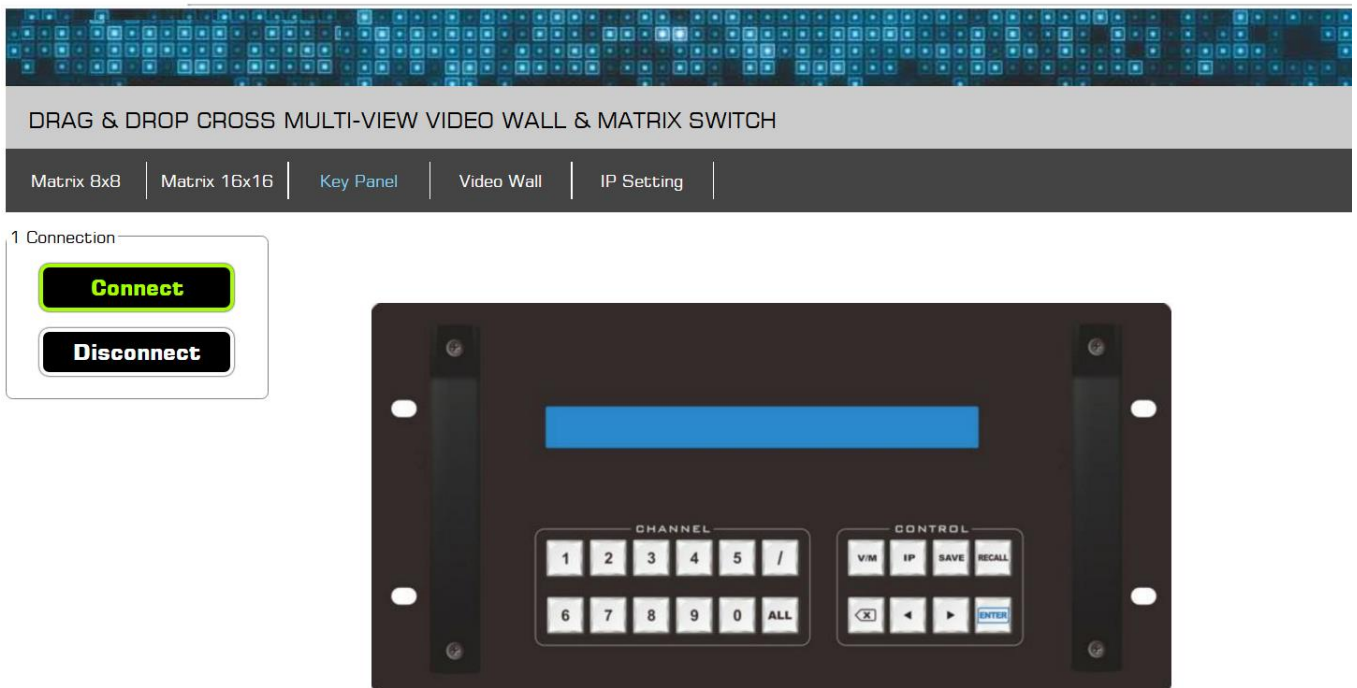 DRAG & DROP CROSS MULTI-VIEW VIDEO WALL & MATRIX SWITCH
Matrix 8x8 Matrix 16x16 Key Panel Video Wall IP Setting
1 Connection
Connect
Disconnect
CHANNEL
1 2 3 4 5 /
6 7 8 9 0 ALL
CONTROL
V/M IP SAVE RECALL
X ◄ ► ENTER